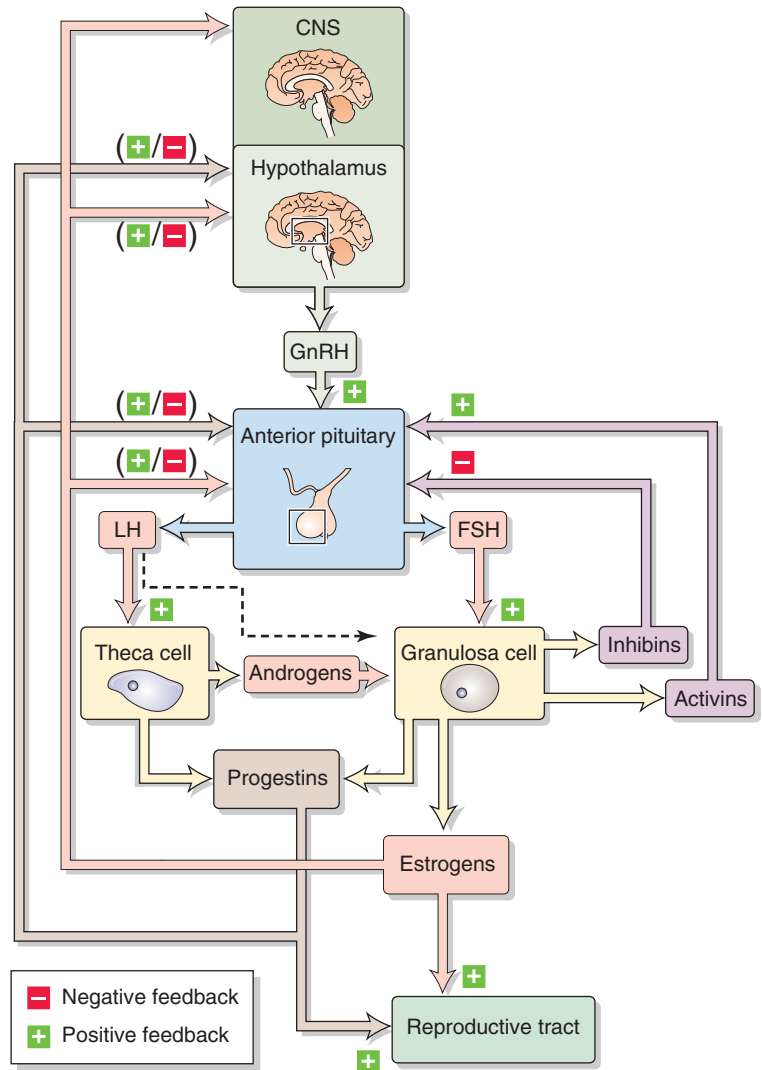 CNS
(+/−)
Hypothalamus
(+/−)
GnRH
+
(+/−)
+
Anterior pituitary
(+/−)
−
LH
FSH
+
+
Theca cell
Androgens
Granulosa cell
Inhibins
Activins
Progestins
Estrogens
+
− Negative feedback
+ Positive feedback
Reproductive tract
+